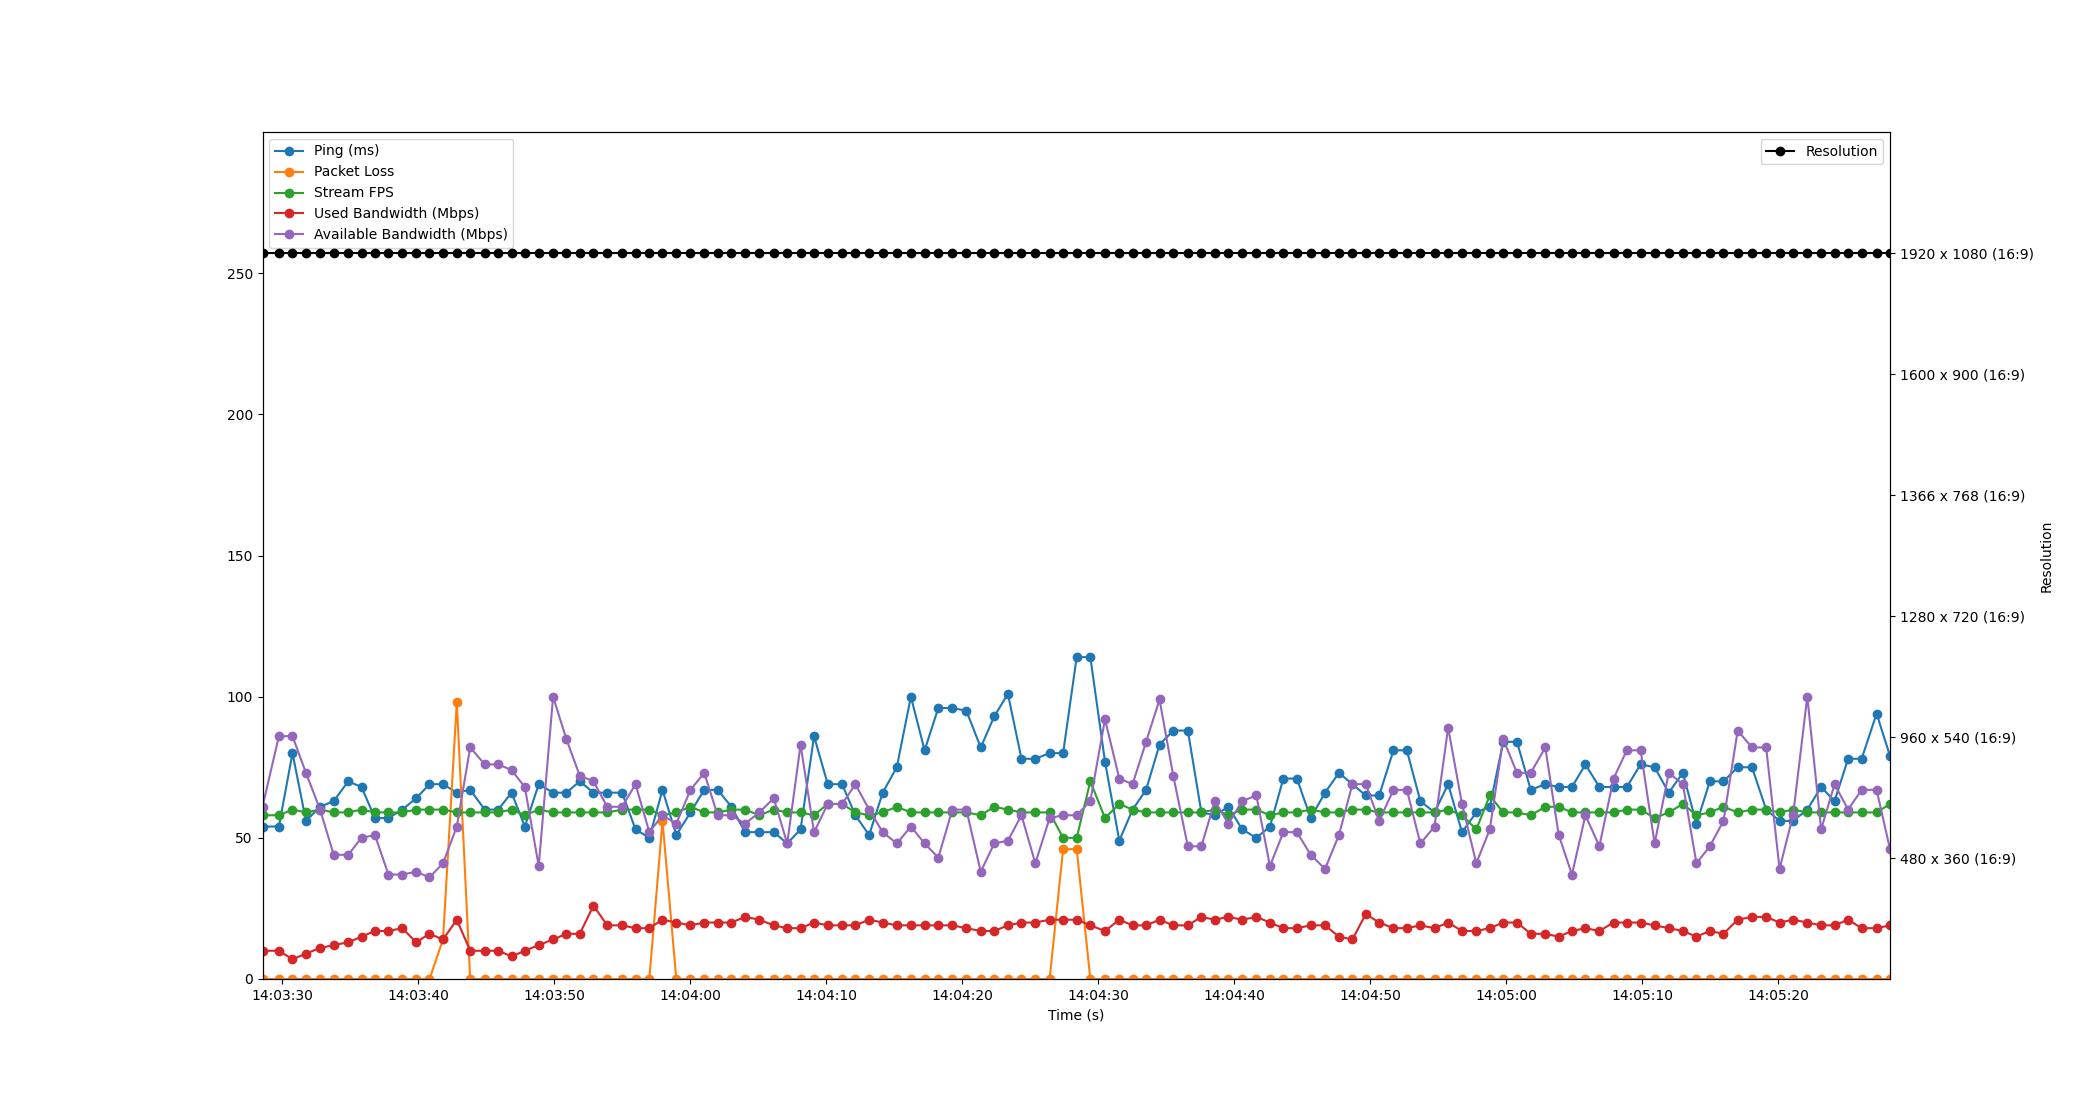 Ping (ms)
Packet Loss
Stream FPS
Used Bandwidth (Mbps)
Available Bandwidth (Mbps)
Resolution
250
200
150
100
50
0
1920 x 1080 (16:9)
1600 x 900 (16:9)
1366 x 768 (16:9)
1280 x 720 (16:9)
960 x 540 (16:9)
480 x 360 (16:9)
Resolution
14:03:30 14:03:40 14:03:50 14:04:00 14:04:10 14:04:20 14:04:30 14:04:40 14:04:50 14:05:00 14:05:10 14:05:20
Time (s)